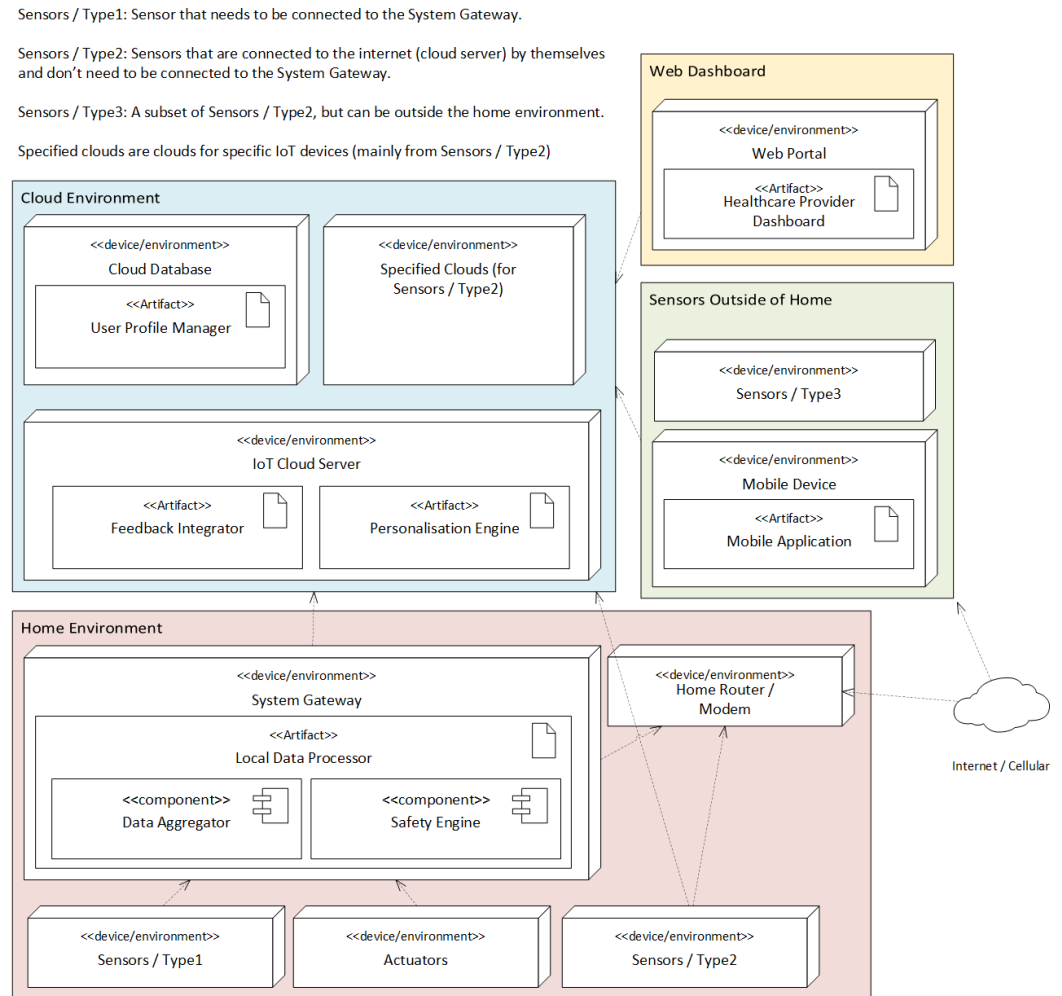 Sensors / Type1: Sensor that needs to be connected to the System Gateway.
Sensors / Type2: Sensors that are connected to the internet (cloud server) by themselves
and don't need to be connected to the System Gateway.
Sensors / Type3: A subset of Sensors / Type2, but can be outside the home environment.
Specified clouds are clouds for specific IoT devices (mainly from Sensors / Type2)
Cloud Environment
<<device/environment>>
Cloud Database
<<Artifact>>
User Profile Manager
<<device/environment>>
Specified Clouds (for
Sensors / Type2)
<<device/environment>>
IoT Cloud Server
<<Artifact>>
Feedback Integrator
<<Artifact>>
Personalisation Engine
Web Dashboard
<<device/environment>>
Web Portal
<<Artifact>>
Healthcare Provider
Dashboard
Sensors Outside of Home
<<device/environment>>
Sensors / Type3
<<device/environment>>
Mobile Device
<<Artifact>>
Mobile Application
Home Environment
<<device/environment>>
System Gateway
<<Artifact>>
Local Data Processor
<<component>>
Data Aggregator
<<component>>
Safety Engine
<<device/environment>>
Home Router /
Modem
Internet / Cellular
<<device/environment>>
Sensors / Type1
<<device/environment>>
Actuators
<<device/environment>>
Sensors / Type2